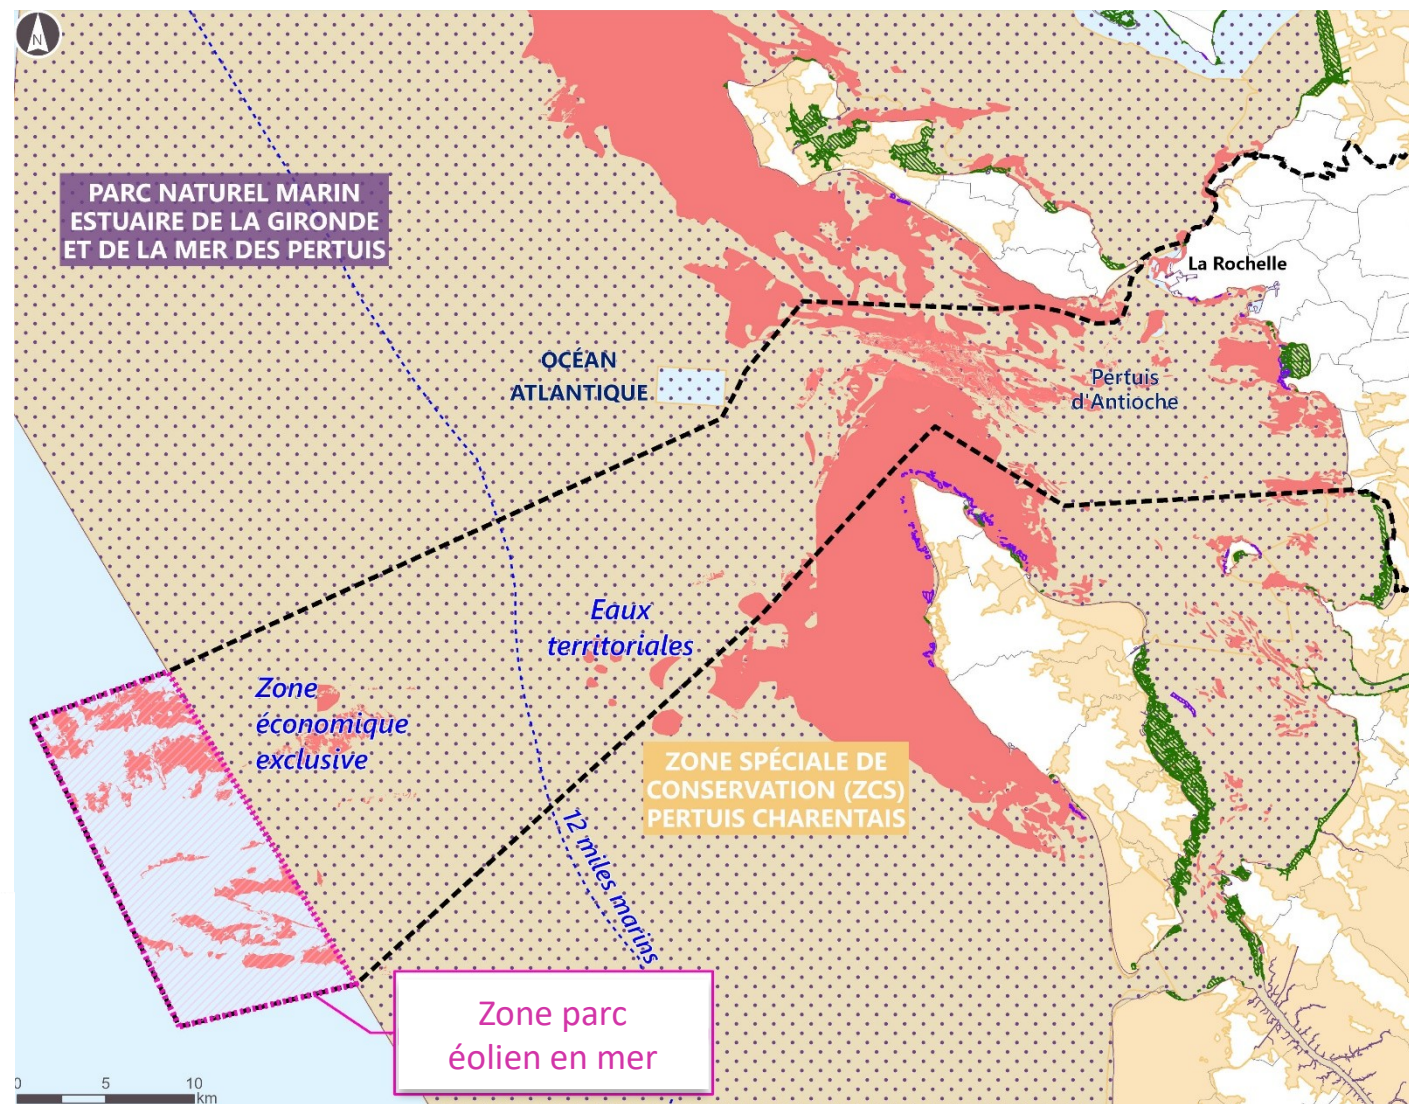 N
PARC NATUREL MARIN
ESTUAIRE DE LA GIRONDE
ET DE LA MER DES PERTUIS
La Rochelle
OCÉAN
ATLANTIQUE
Pertuis
d'Antioche
Eaux
territoriales
Zone
économique
exclusive
ZONE SPÉCIALE DE
CONSERVATION (ZCS)
PERTUIS CHARENTAIS
12 miles marins
Zone parc
éolien en mer
0 5 10
km